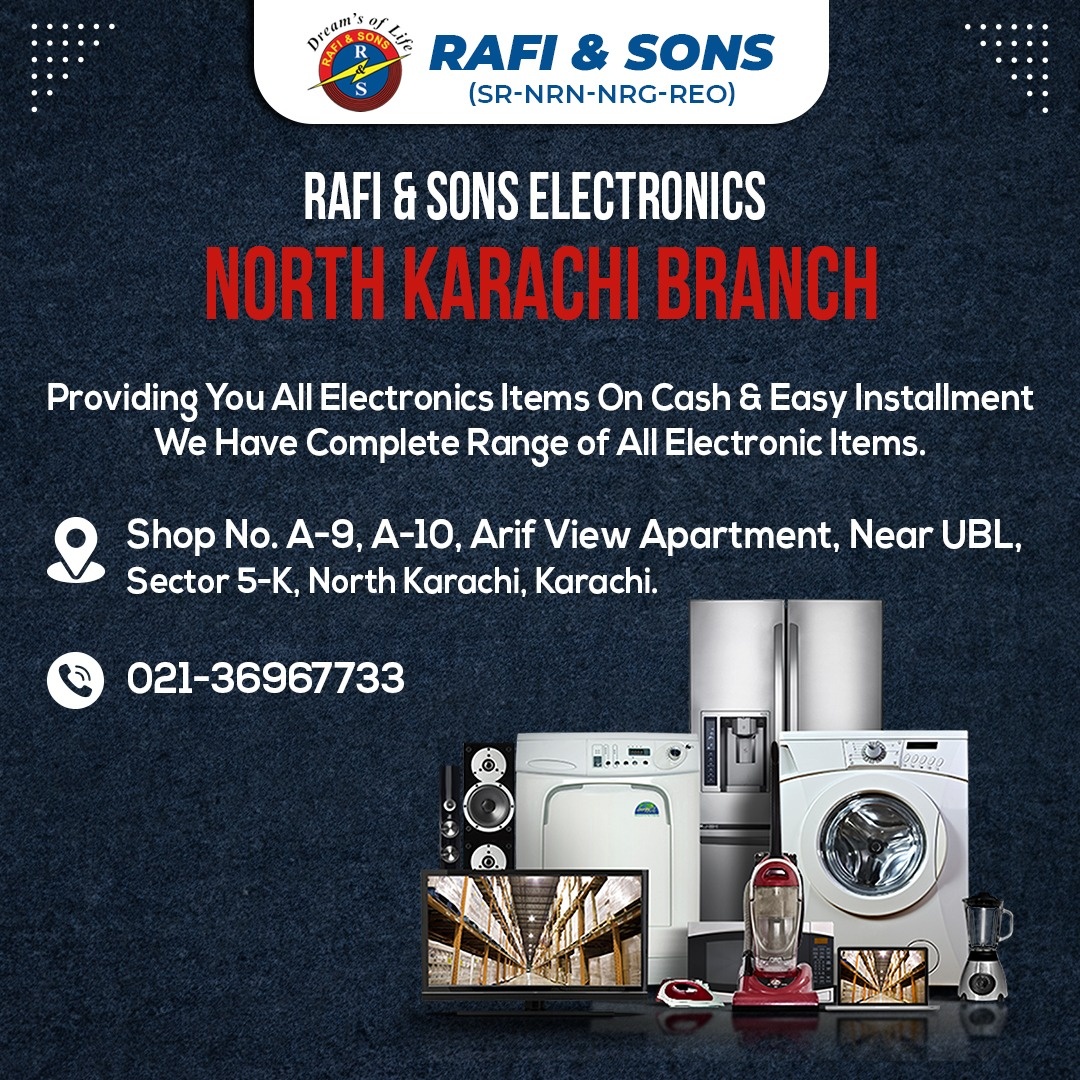 Dream's of Life
RAFI & SONS
R
&
S
RAFI & SONS
(SR-NRN-NRG-REO)
RAFI & SONS ELECTRONICS
NORTH KARACHI BRANCH
Providing You All Electronics Items On Cash & Easy Installment
We Have Complete Range of All Electronic Items.
Shop No. A-9, A-10, Arif View Apartment, Near UBL,
Sector 5-K, North Karachi, Karachi.
021-36967733